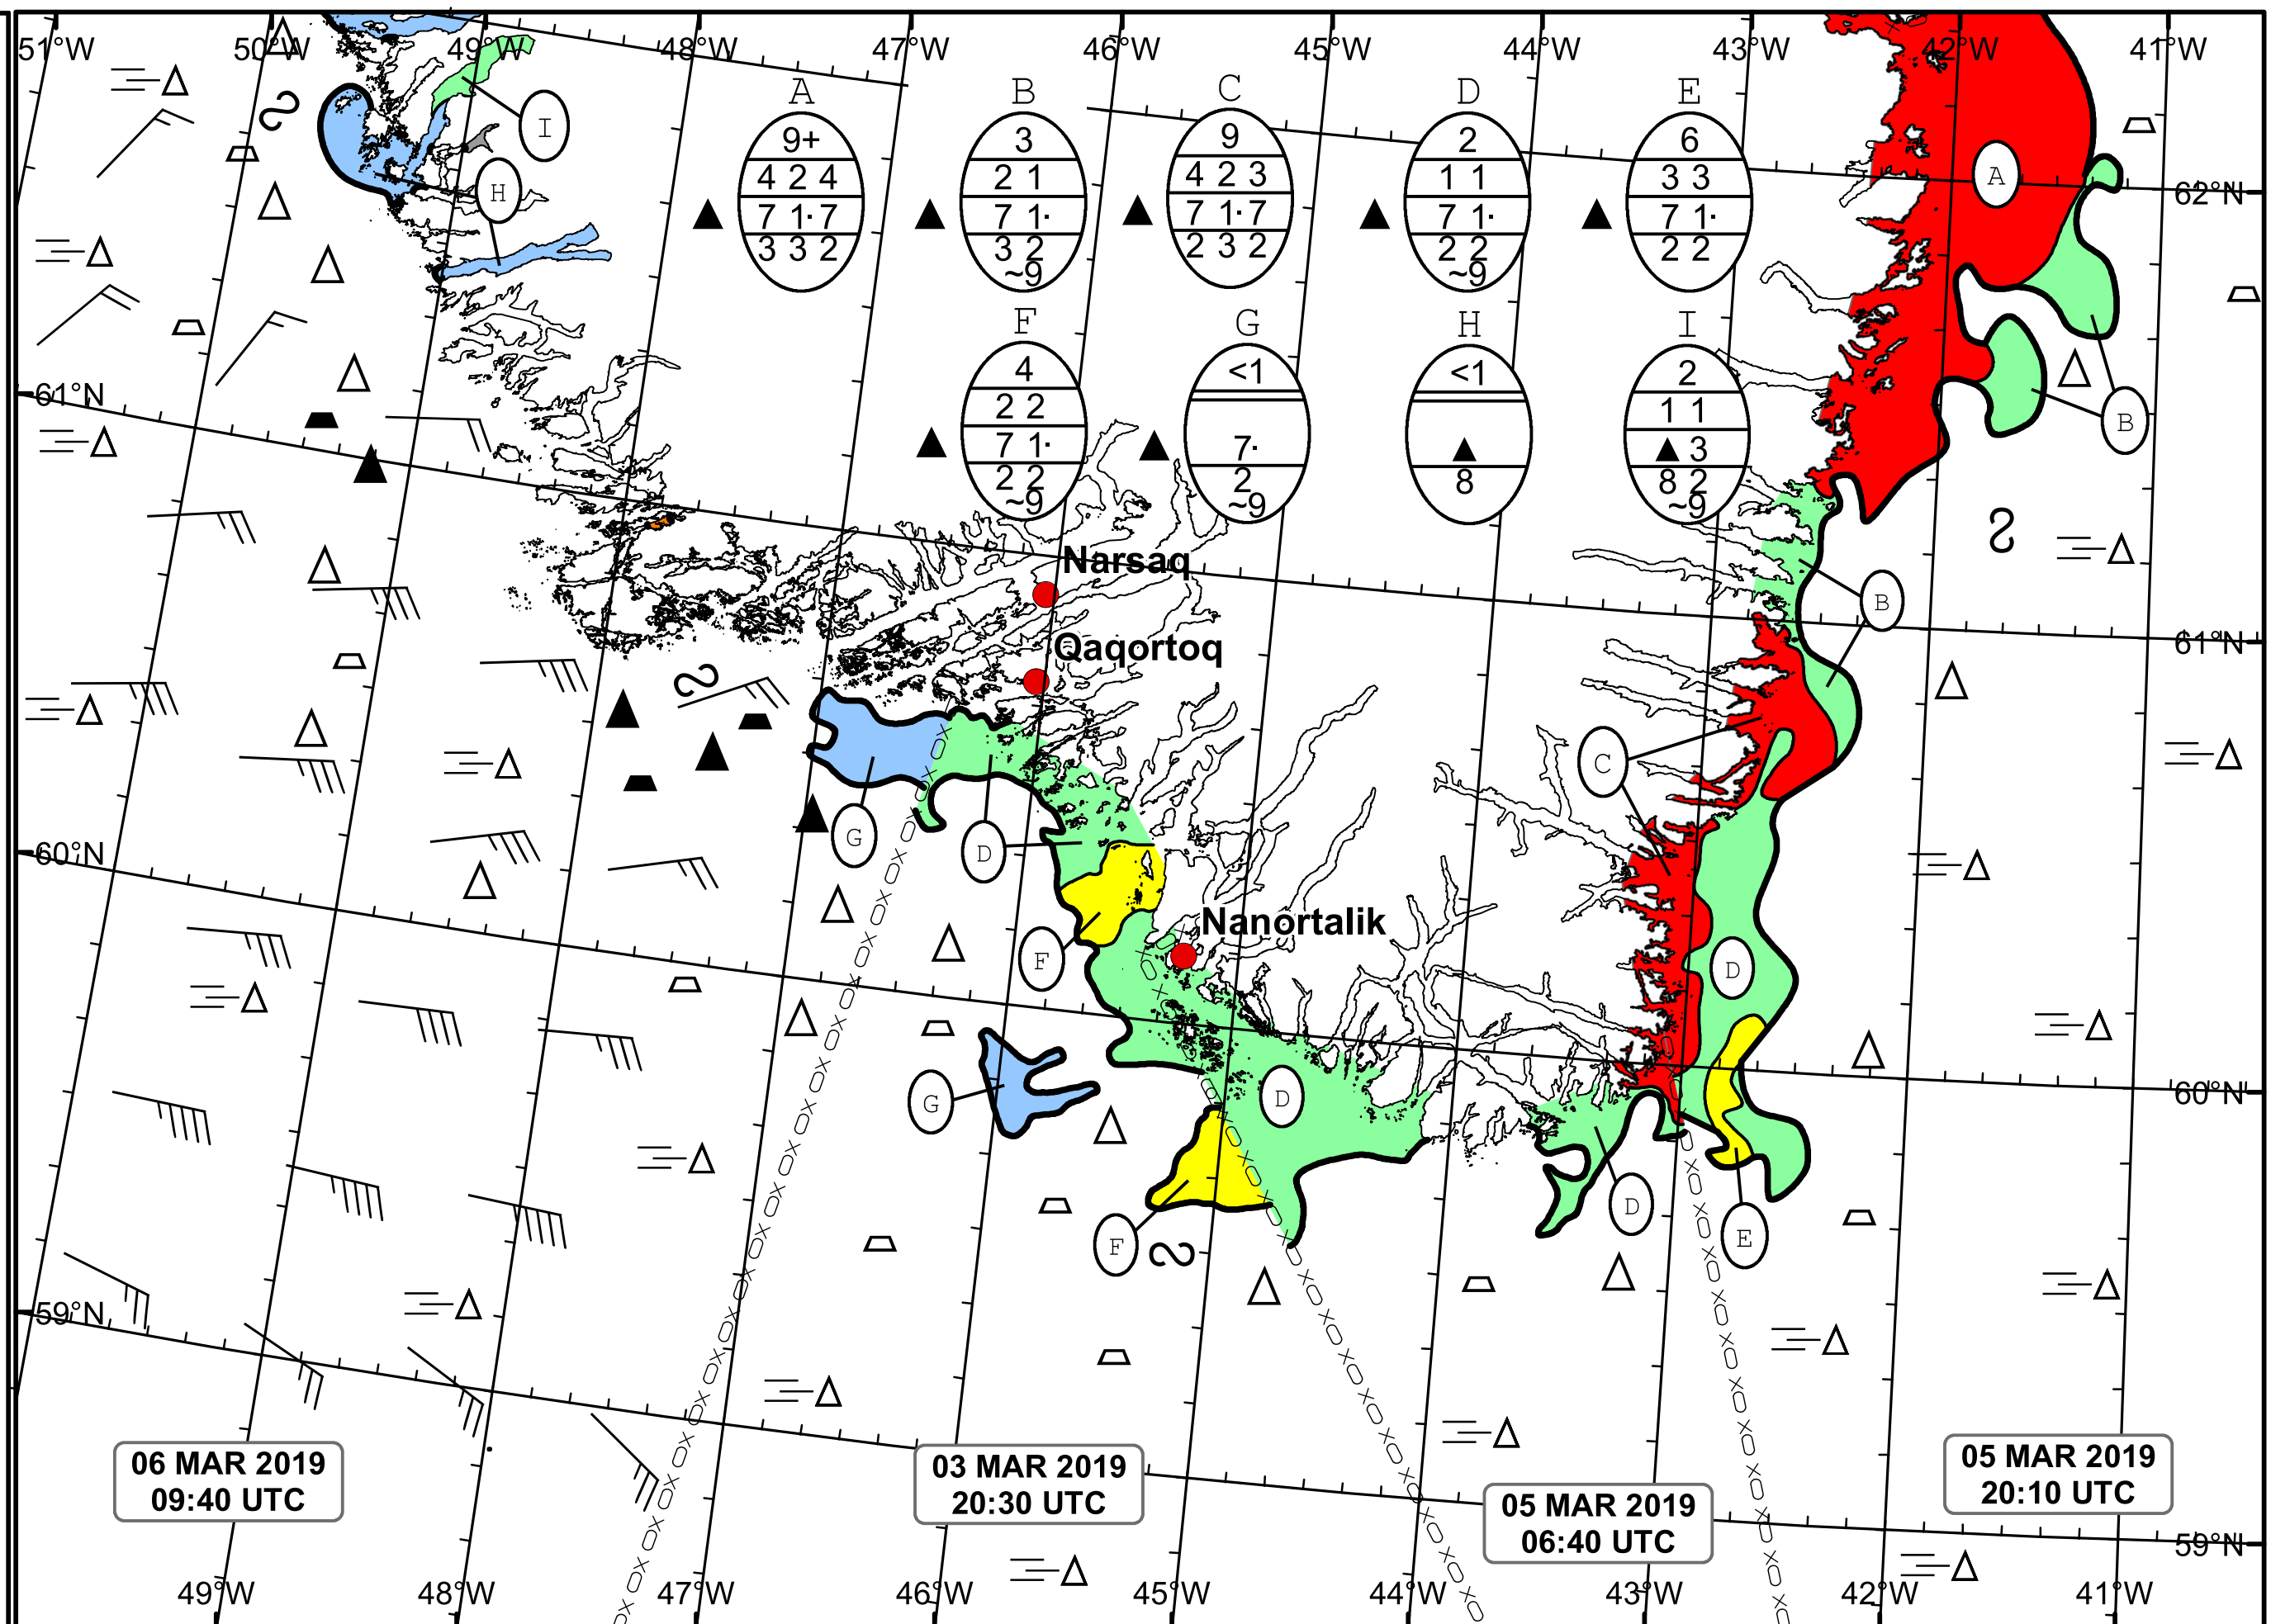 51°W 50°W 49°W 48°W 47°W 46°W 45°W 44°W 43°W 42°W 41°W
A B C D E
9+ 3 9 2 6
4 2 4 2 1 4 2 3 1 1 3 3
7 1· 7 7 1· 7 1· 7 7 1· 7 1·
3 3 2 3 2 2 3 2 2 2 2 2
~9 ~9
I
H
A
62°N
F G H I
4 <1 <1 2
2 2 1 1
7 1· 7· 3
2 2 2 8 8 2
~9 ~9 ~9
61°N
B
Narsaq
B
61°N
Qaqortoq
C
60°N
G
D
Nanortalik
F
D
G
D
60°N
D
F
E
59°N
06 MAR 2019
09:40 UTC
03 MAR 2019
20:30 UTC
05 MAR 2019
06:40 UTC
05 MAR 2019
20:10 UTC
59°N
49°W 48°W 47°W 46°W 45°W 44°W 43°W 42°W 41°W